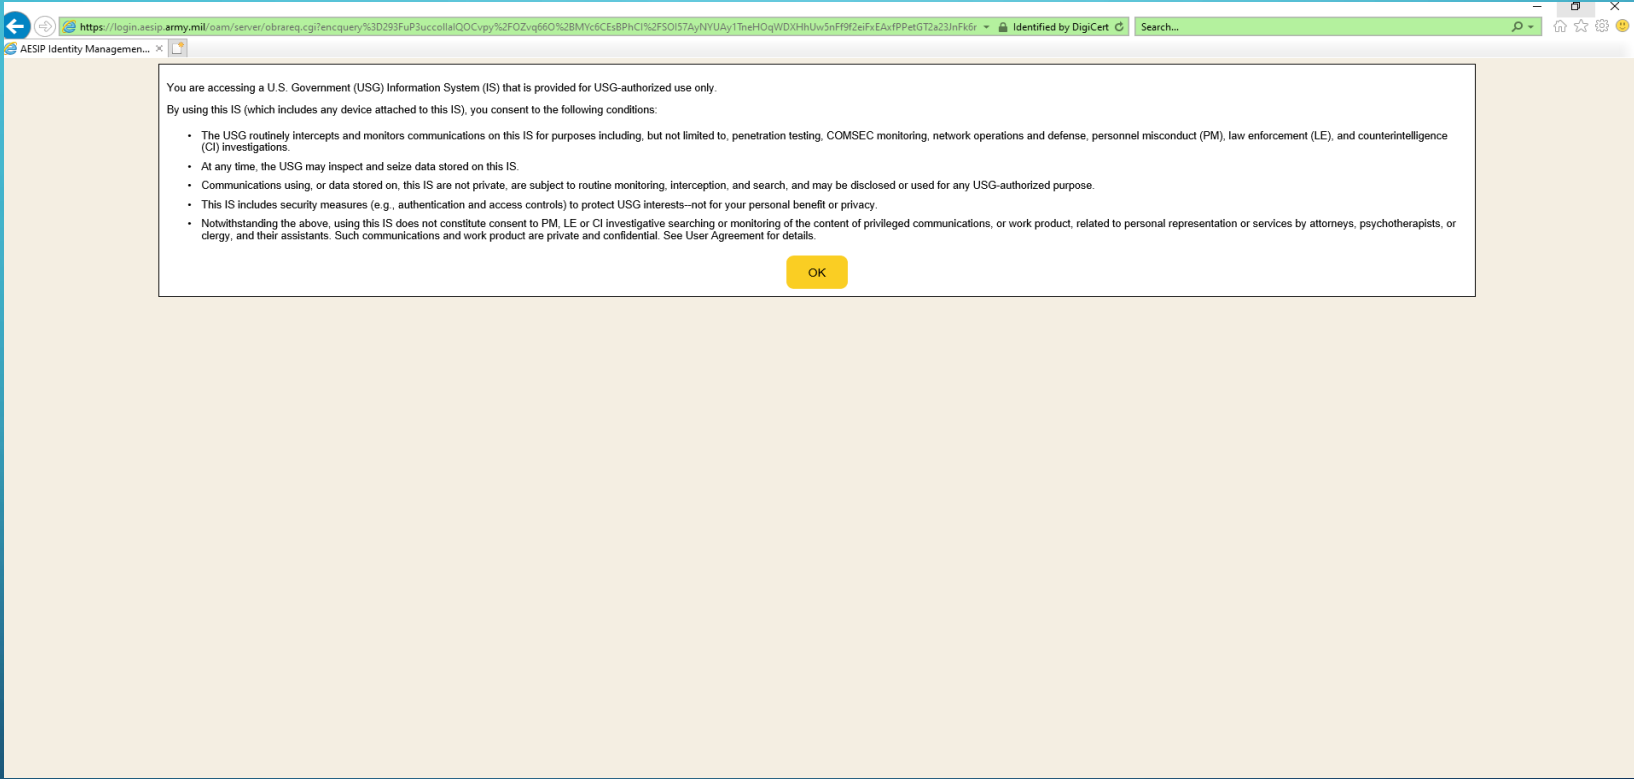 https://login.aesip.army.mil/oam/server/obrareq.cgi?encquery%3D293FuP3uccollalQOCvpy%2FOZvq66O%2BMYc6CEsBPhCl%2FSOI57AyNYUAy1TneHOqWDXHhUw5nFf9f2eiFxEAxfPPetGT2a23JnFk6r Identified by DigiCert Search...
AESIP Identity Managemen...
You are accessing a U.S. Government (USG) Information System (IS) that is provided for USG-authorized use only.
By using this IS (which includes any device attached to this IS), you consent to the following conditions:
• The USG routinely intercepts and monitors communications on this IS for purposes including, but not limited to, penetration testing, COMSEC monitoring, network operations and defense, personnel misconduct (PM), law enforcement (LE), and counterintelligence
(CI) investigations.
• At any time, the USG may inspect and seize data stored on this IS.
• Communications using, or data stored on, this IS are not private, are subject to routine monitoring, interception, and search, and may be disclosed or used for any USG-authorized purpose.
• This IS includes security measures (e.g., authentication and access controls) to protect USG interests--not for your personal benefit or privacy.
• Notwithstanding the above, using this IS does not constitute consent to PM, LE or CI investigative searching or monitoring of the content of privileged communications, or work product, related to personal representation or services by attorneys, psychotherapists, or
clergy, and their assistants. Such communications and work product are private and confidential. See User Agreement for details.
OK